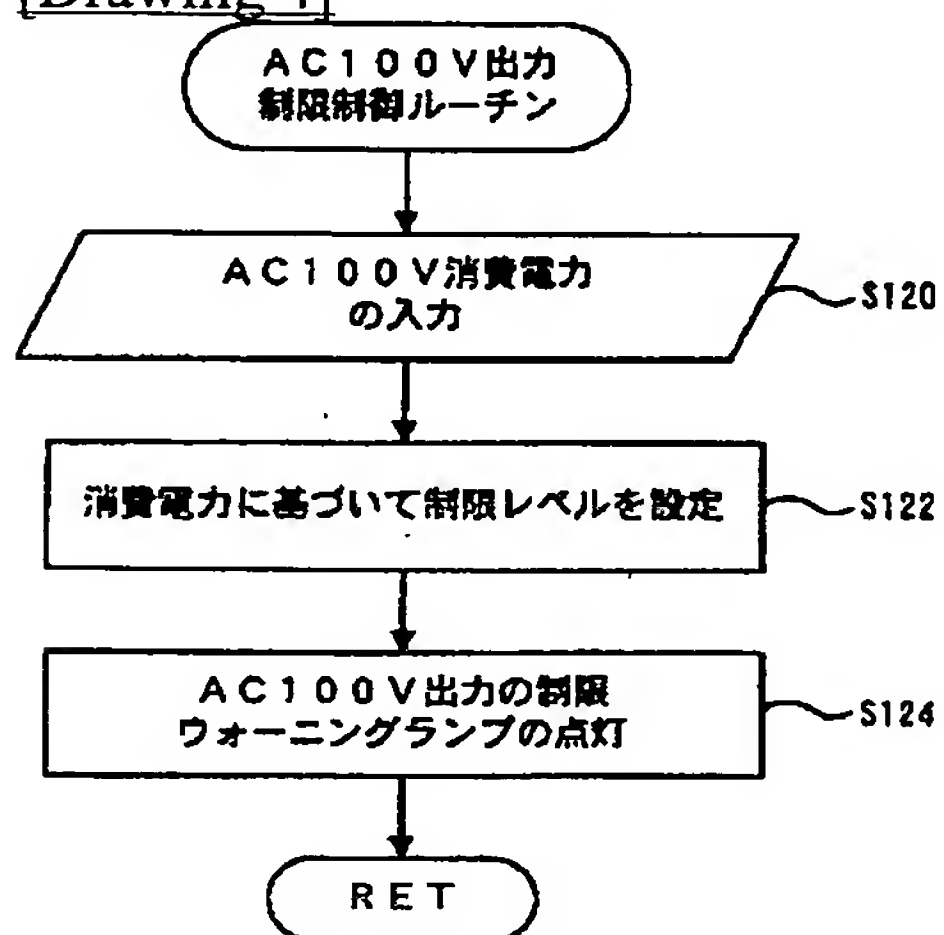 [Drawing
ＡＣ１００Ｖ出力
制限制御ルーチン
ＡＣ１００Ｖ消費電力
の入力
S120
消費電力に基づいて制限レベルを設定
S122
ＡＣ１００Ｖ出力の制限
ウォーニングランプの点灯
S124
ＲＥＴ